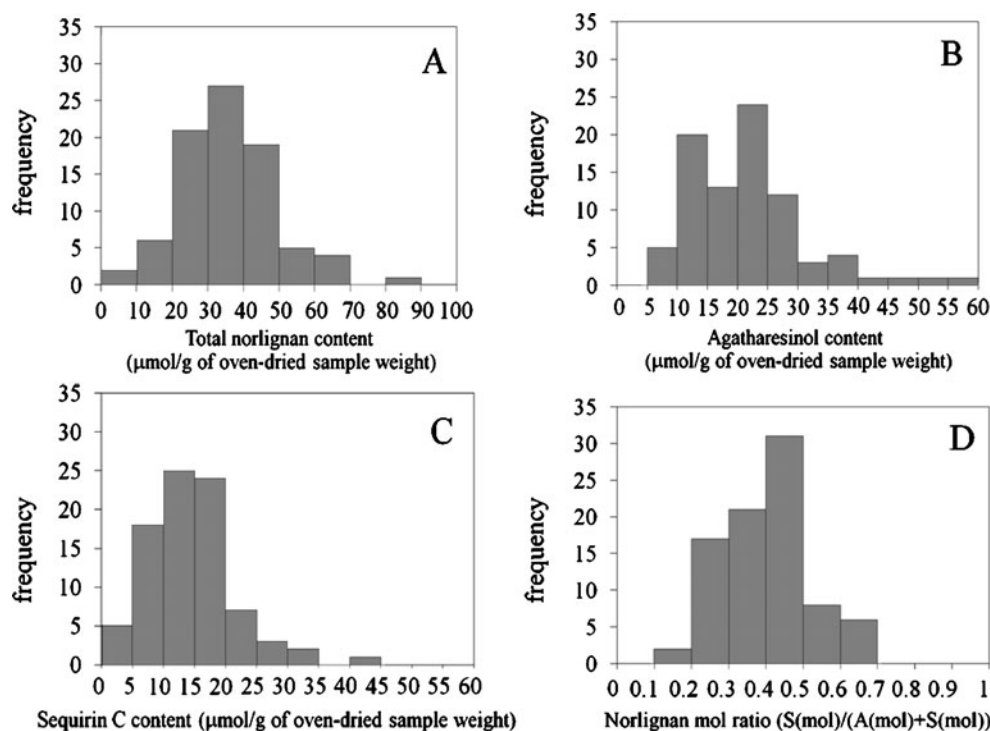 35
30
25
20
15
10
5
0
frequency
A
0 10 20 30 40 50 60 70 80 90 100
Total norlignan content
(μmol/g of oven-dried sample weight)
35
30
25
20
15
10
5
0
frequency
B
0 5 10 15 20 25 30 35 40 45 50 55 60
Agatharesinol content
(μmol/g of oven-dried sample weight)
35
30
25
20
15
10
5
0
frequency
C
0 5 10 15 20 25 30 35 40 45 50 55 60
Sequirin C content (μmol/g of oven-dried sample weight)
35
30
25
20
15
10
5
0
frequency
D
0 0.1 0.2 0.3 0.4 0.5 0.6 0.7 0.8 0.9 1
Norlignan mol ratio (S(mol)/(A(mol)+S(mol))